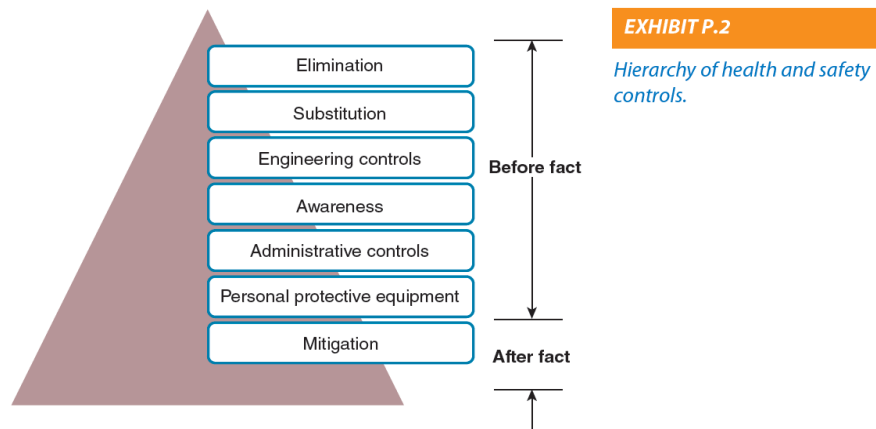 EXHIBIT P.2
Hierarchy of health and safety
controls.
Elimination
Substitution
Engineering controls
Awareness
Administrative controls
Personal protective equipment
Mitigation
Before fact
After fact